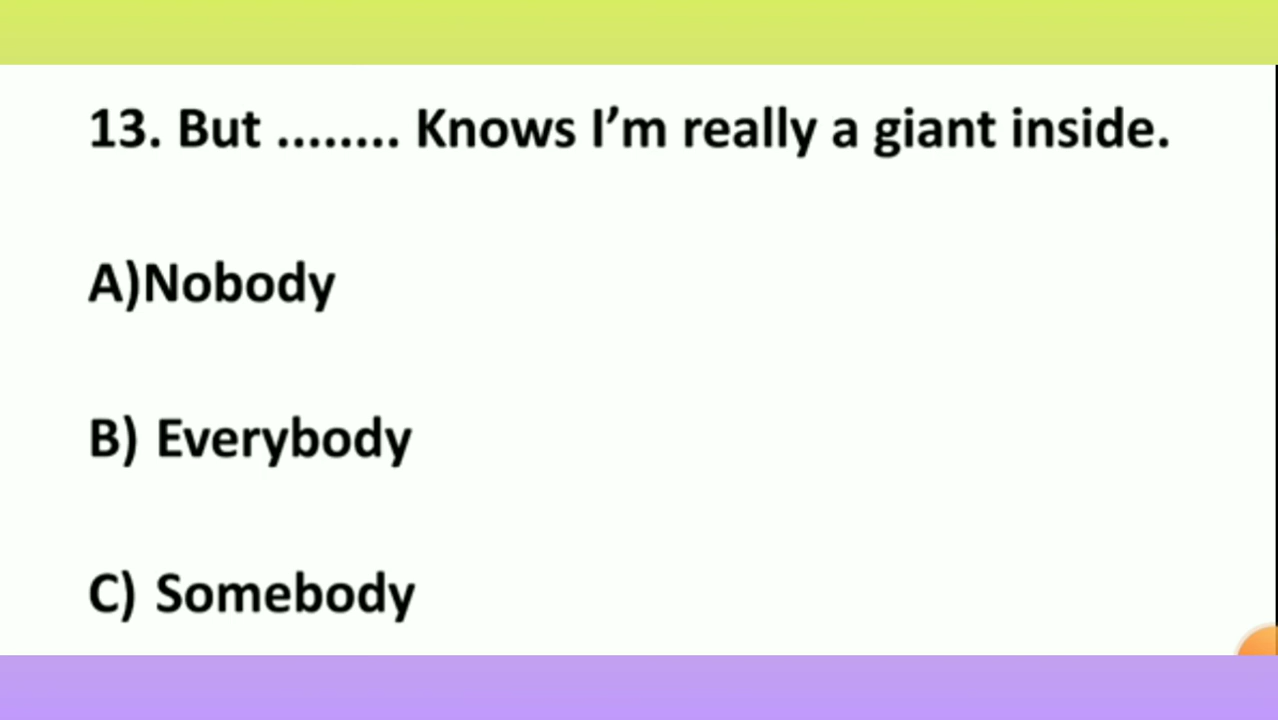 13. But ........ Knows I’m really a giant inside.
A)Nobody
B) Everybody
C) Somebody